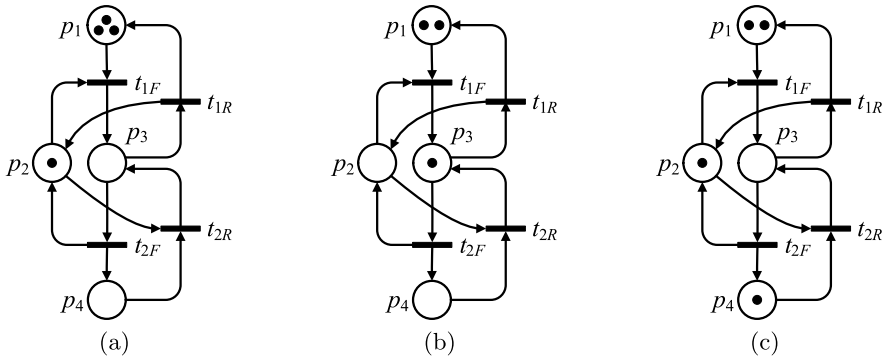 p1 p1 p1
t1F t1F t1F
t1R t1R t1R
p3 p3 p3
p2 p2 p2
t2R t2R t2R
t2F t2F t2F
p4 p4 p4
(a) (b) (c)